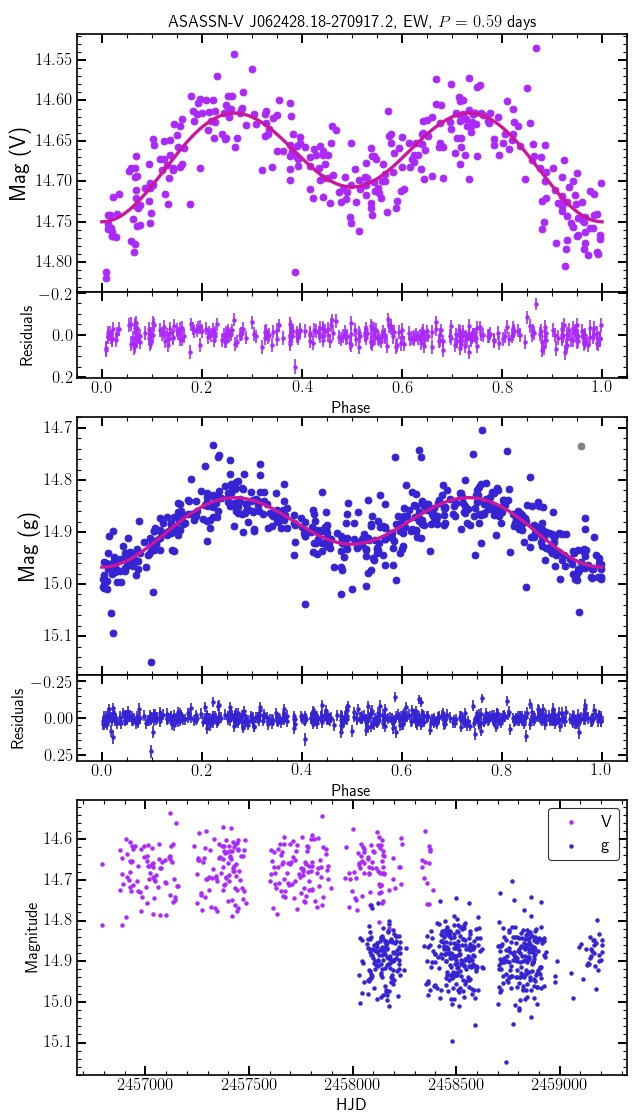 ASASSN-V J062428.18-270917.2, EW, P = 0.59 days
14.55
14.60
14.65
14.70
14.75
14.80
Mag (V)
−0.2
0.0
0.2
Residuals
0.0 0.2 0.4 0.6 0.8 1.0
Phase
14.7
14.8
14.9
15.0
15.1
Mag (g)
−0.25
0.00
0.25
Residuals
0.0 0.2 0.4 0.6 0.8 1.0
Phase
V
g
14.6
14.7
14.8
14.9
15.0
15.1
Magnitude
2457000 2457500 2458000 2458500 2459000
HJD